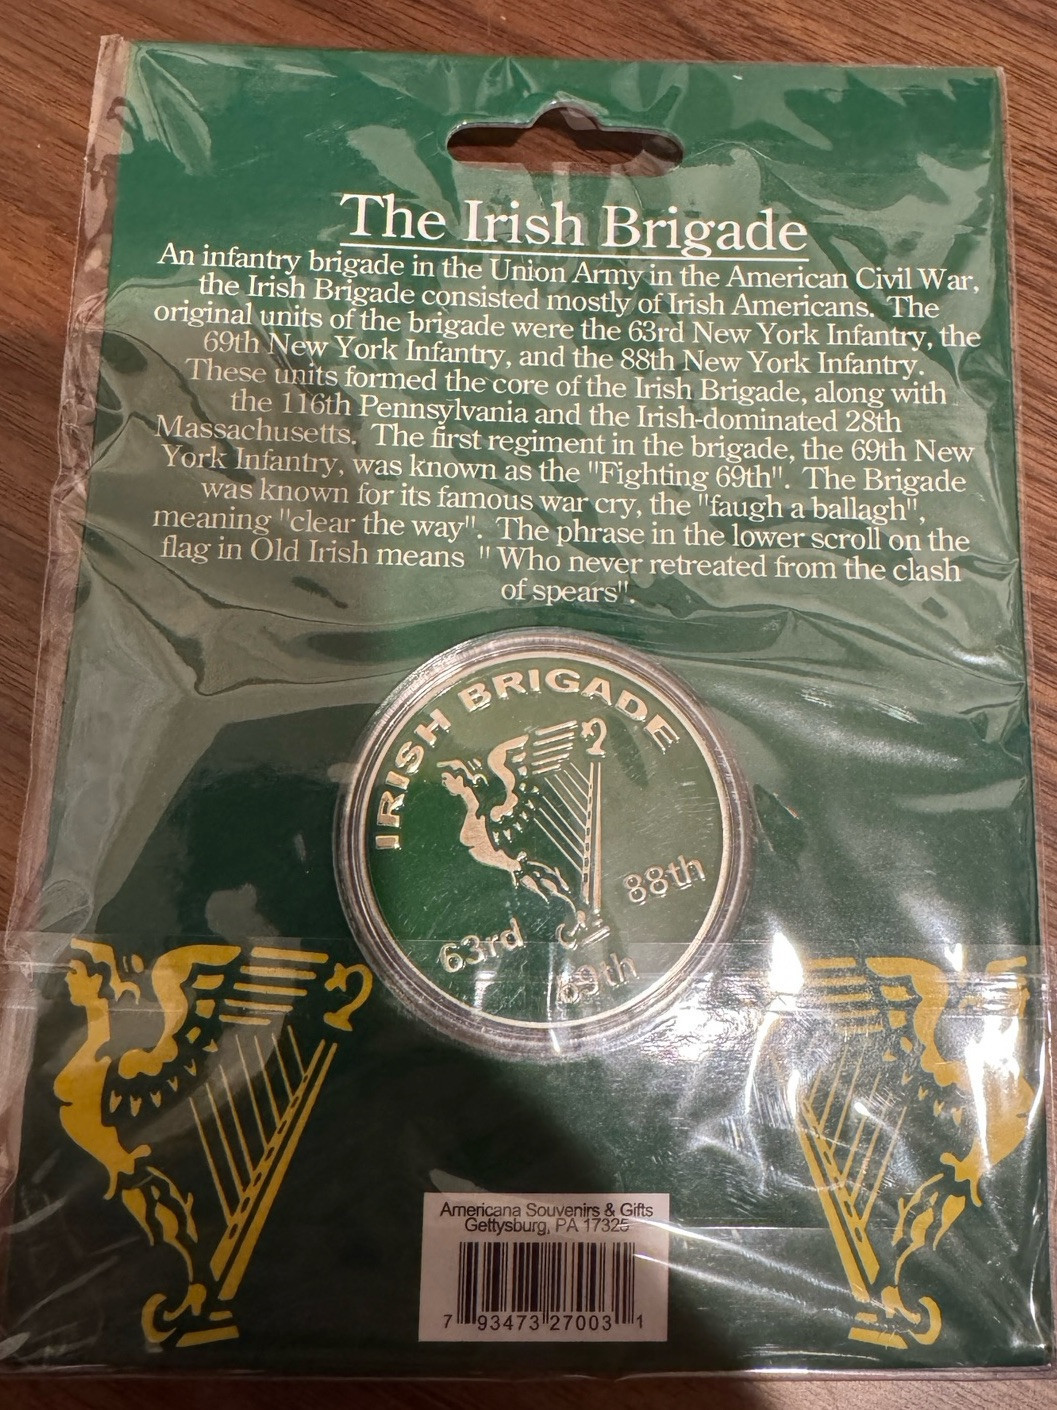 The Irish Brigade
An infantry brigade in the Union Army in the American Civil War,
the Irish Brigade consisted mostly of Irish Americans. The
original units of the brigade were the 63rd New York Infantry, the
69th New York Infantry, and the 88th New York Infantry.
These units formed the core of the Irish Brigade, along with
the 116th Pennsylvania and the Irish-dominated 28th
Massachusetts. The first regiment in the brigade, the 69th New
York Infantry, was known as the "Fighting 69th". The Brigade
was known for its famous war cry, the "faugh a ballagh",
meaning "clear the way". The phrase in the lower scroll on the
flag in Old Irish means " Who never retreated from the clash
of spears".
IRISH BRIGADE
88th
63rd
69th
Americana Souvenirs & Gifts
Gettysburg, PA 17325
7 93473 27003 1